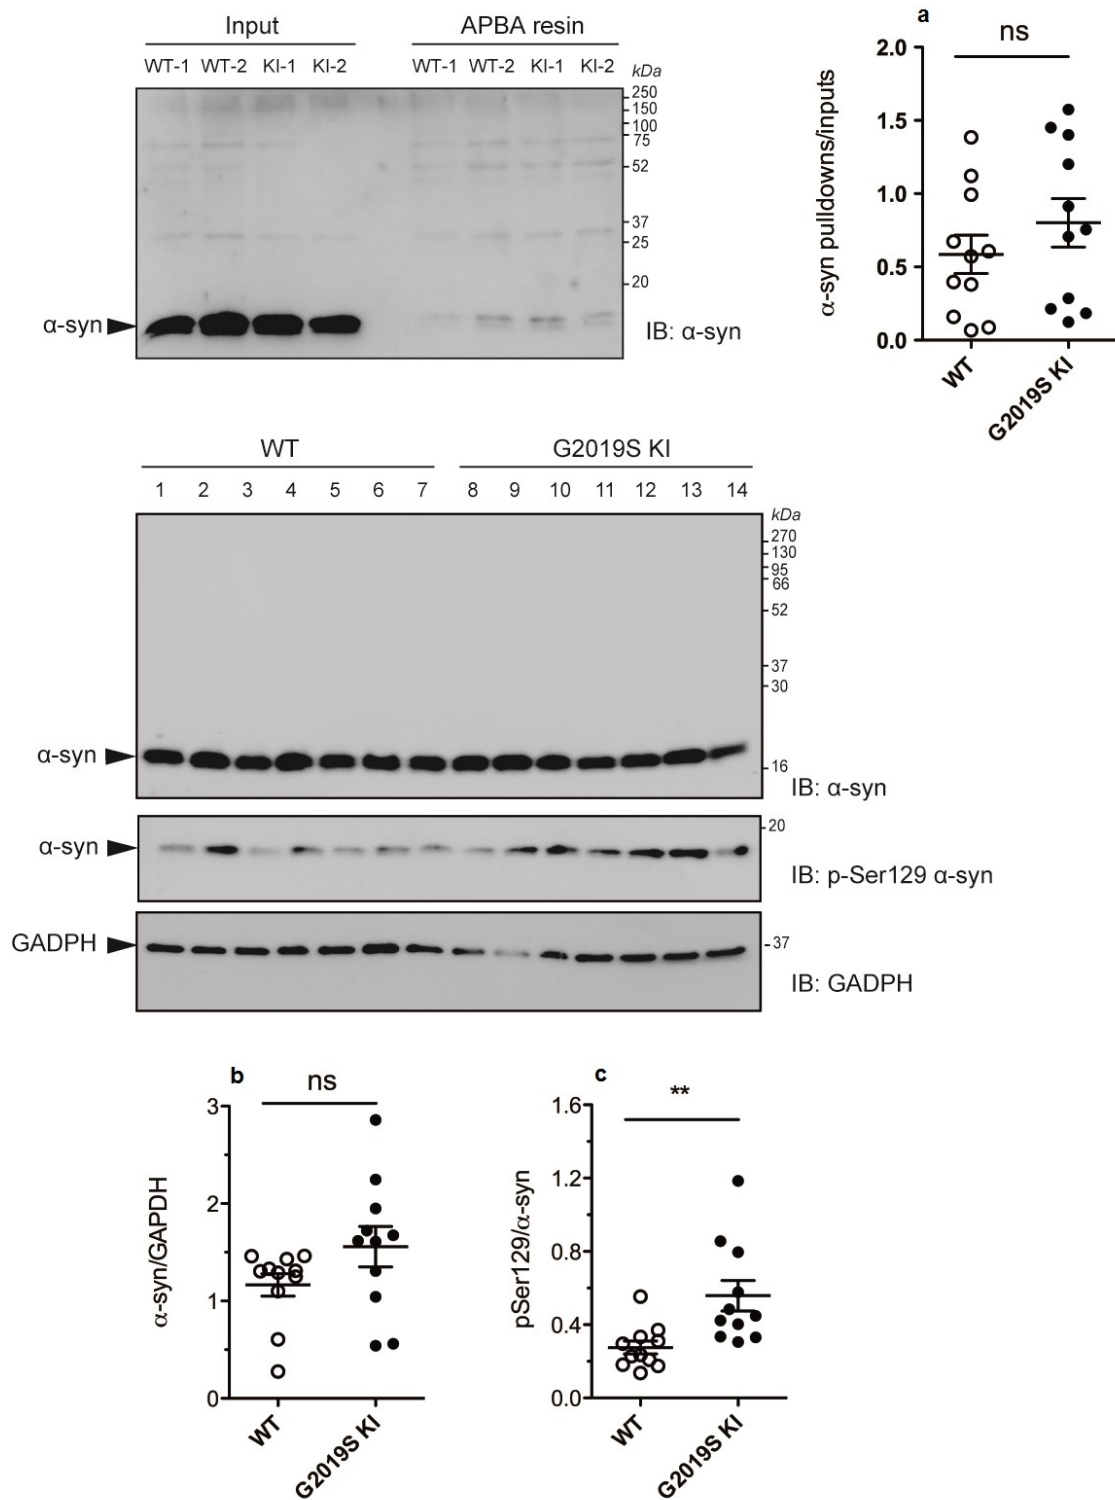 Input APBA resin
WT-1 WT-2 KI-1 KI-2 WT-1 WT-2 KI-1 KI-2 kDa
250
150
100
75
52
37
25
20
α-syn IB: α-syn
a
ns
2.0
1.5
1.0
0.5
0.0
α-syn pulldowns/inputs
WT G2019S KI
WT G2019S KI
1 2 3 4 5 6 7 8 9 10 11 12 13 14
kDa
270
130
95
66
52
37
30
16
α-syn IB: α-syn
20
α-syn IB: p-Ser129 α-syn
37
GADPH IB: GADPH
b
ns
3
2
1
0
α-syn/GAPDH
WT G2019S KI
c
**
1.6
1.2
0.8
0.4
0.0
pSer129/α-syn
WT G2019S KI